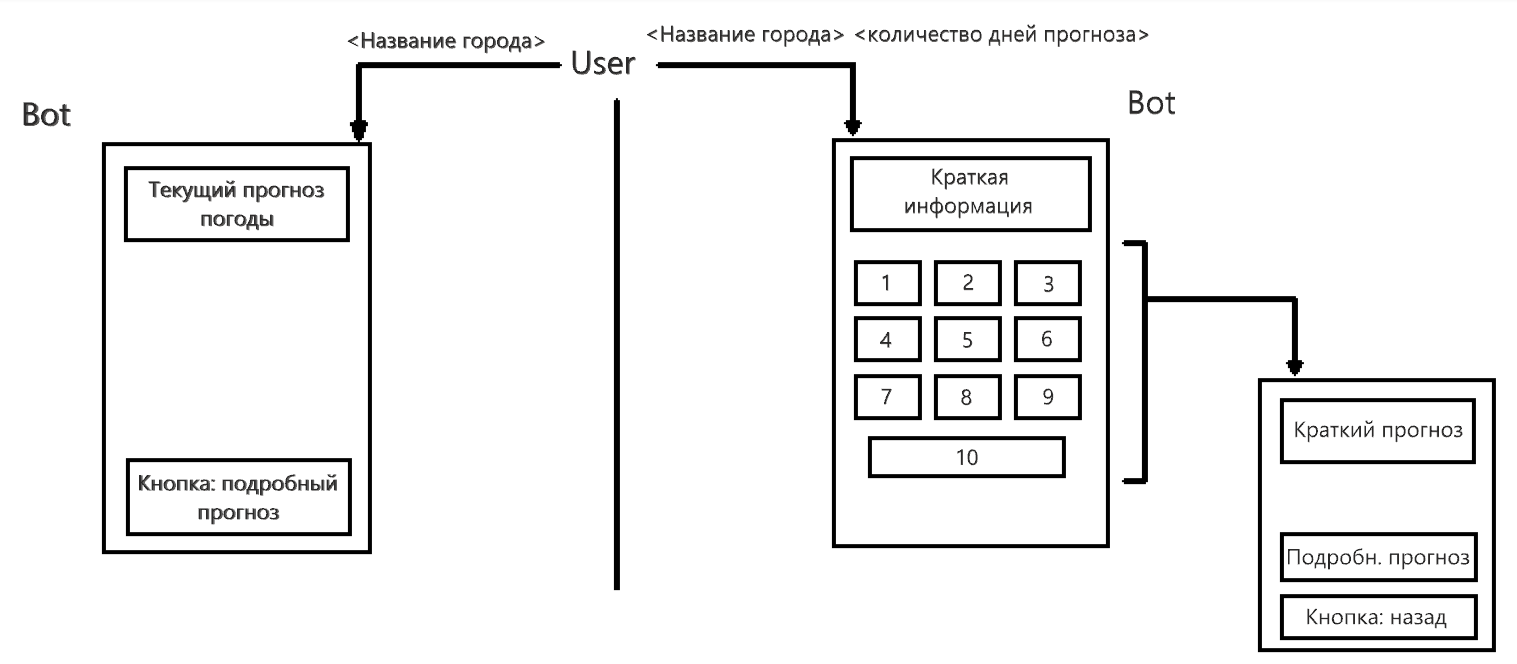 <Название города>
<Название города> <количество дней прогноза>
User
Bot
Bot
Текущий прогноз
погоды
Кнопка: подробный
прогноз
Краткая
информация
1 2 3
4 5 6
7 8 9
10
Краткий прогноз
Подробн. прогноз
Кнопка: назад